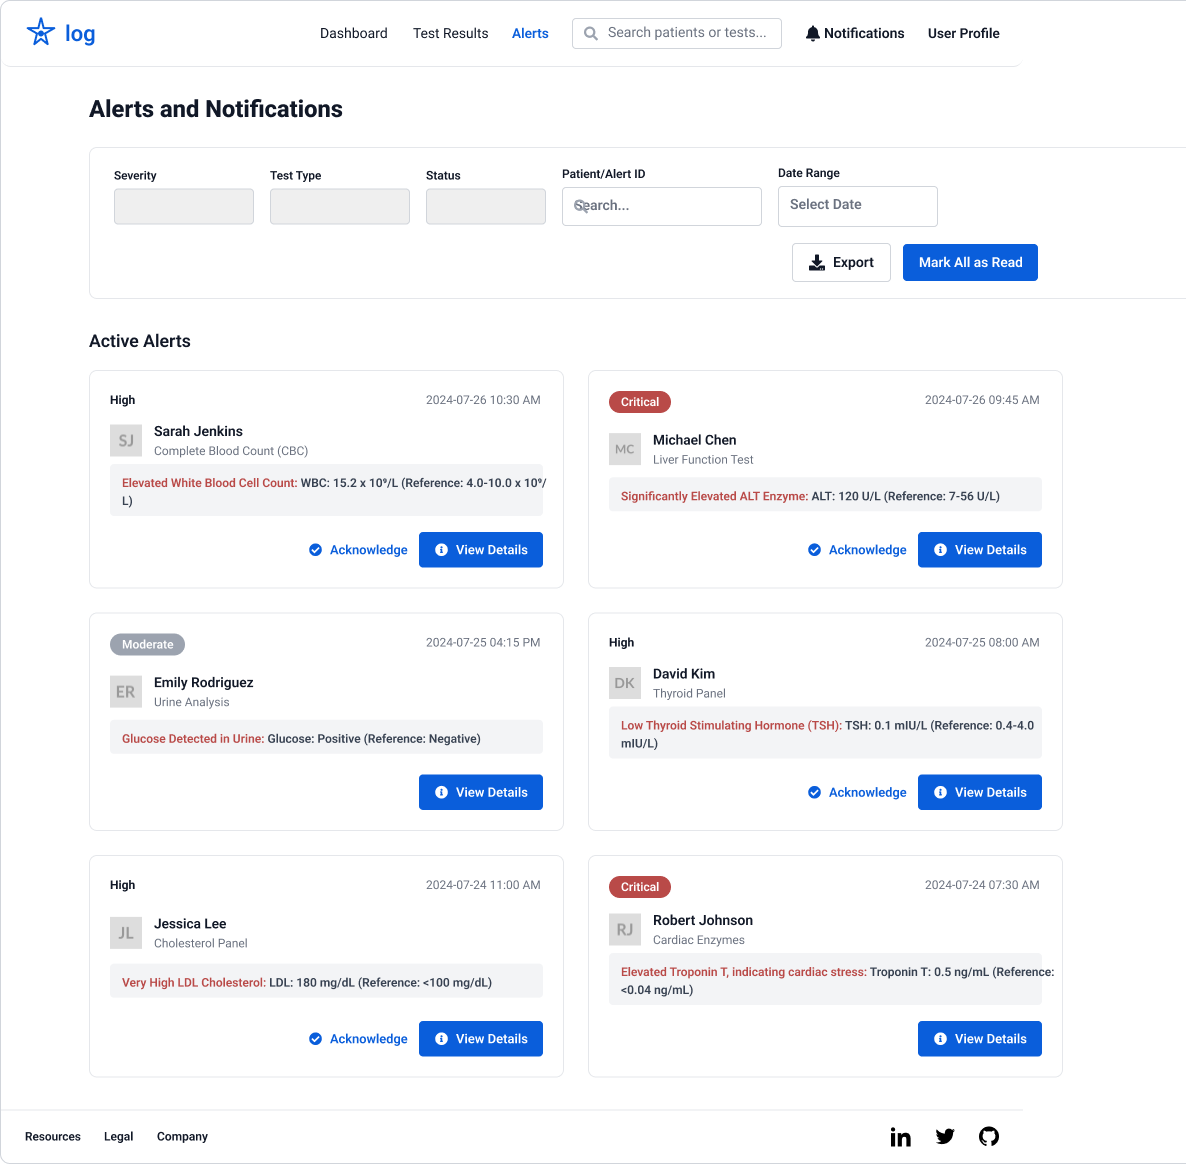 log
Dashboard
Test Results
Alerts
Search patients or tests...
Notifications
User Profile
Alerts and Notifications
Severity
Test Type
Status
Patient/Alert ID
Search...
Date Range
Select Date
Export
Mark All as Read
Active Alerts
High
2024-07-26 10:30 AM
SJ
Sarah Jenkins
Complete Blood Count (CBC)
Elevated White Blood Cell Count: WBC: 15.2 x 10⁹/L (Reference: 4.0-10.0 x 10⁹/
L)
Acknowledge
View Details
Critical
2024-07-26 09:45 AM
MC
Michael Chen
Liver Function Test
Significantly Elevated ALT Enzyme: ALT: 120 U/L (Reference: 7-56 U/L)
Acknowledge
View Details
Moderate
2024-07-25 04:15 PM
ER
Emily Rodriguez
Urine Analysis
Glucose Detected in Urine: Glucose: Positive (Reference: Negative)
View Details
High
2024-07-25 08:00 AM
DK
David Kim
Thyroid Panel
Low Thyroid Stimulating Hormone (TSH): TSH: 0.1 mIU/L (Reference: 0.4-4.0
mIU/L)
Acknowledge
View Details
High
2024-07-24 11:00 AM
JL
Jessica Lee
Cholesterol Panel
Very High LDL Cholesterol: LDL: 180 mg/dL (Reference: <100 mg/dL)
Acknowledge
View Details
Critical
2024-07-24 07:30 AM
RJ
Robert Johnson
Cardiac Enzymes
Elevated Troponin T, indicating cardiac stress: Troponin T: 0.5 ng/mL (Reference:
<0.04 ng/mL)
View Details
Resources
Legal
Company